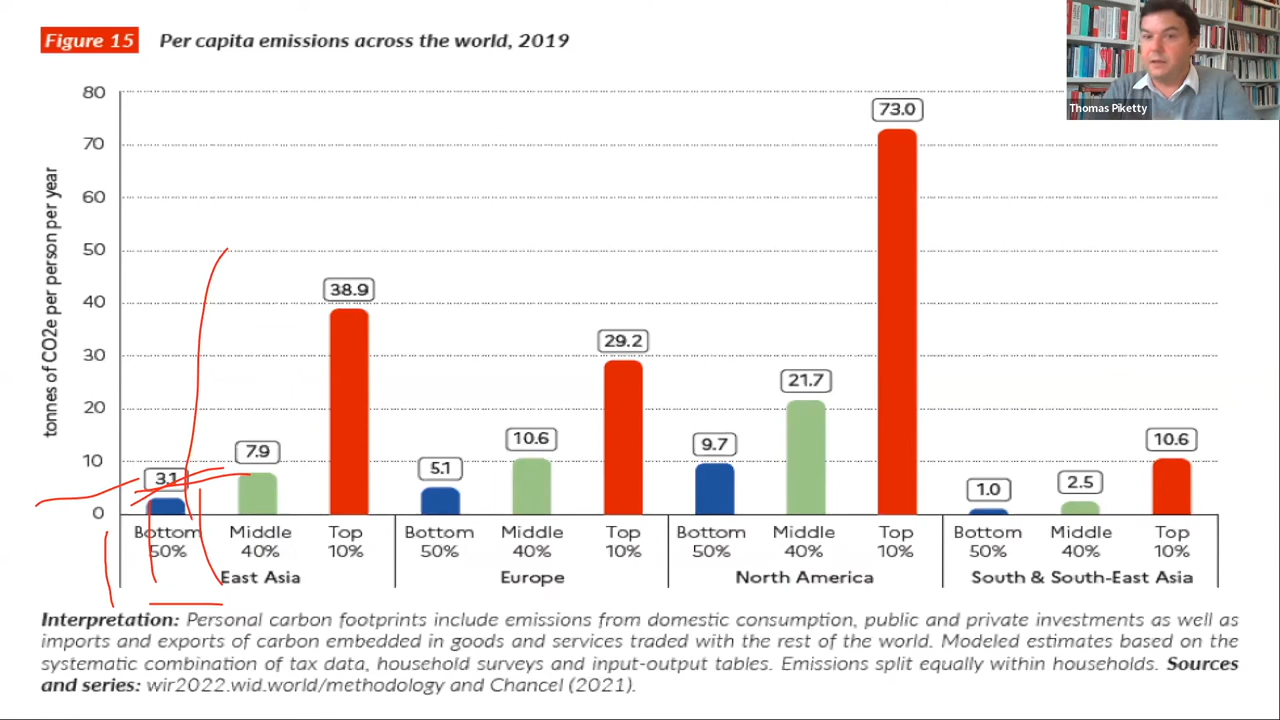 Figure 15 Per capita emissions across the world, 2019
Thomas Piketty
tonnes of CO2e per person per year
80
70
60
50
40
30
20
10
0
3.1
7.9
38.9
5.1
10.6
29.2
9.7
21.7
73.0
1.0
2.5
10.6
Bottom 50%
Middle 40%
Top 10%
East Asia
Bottom 50%
Middle 40%
Top 10%
Europe
Bottom 50%
Middle 40%
Top 10%
North America
Bottom 50%
Middle 40%
Top 10%
South & South-East Asia
Interpretation: Personal carbon footprints include emissions from domestic consumption, public and private investments as well as
imports and exports of carbon embedded in goods and services traded with the rest of the world. Modeled estimates based on the
systematic combination of tax data, household surveys and input-output tables. Emissions split equally within households. Sources
and series: wir2022.wid.world/methodology and Chancel (2021).